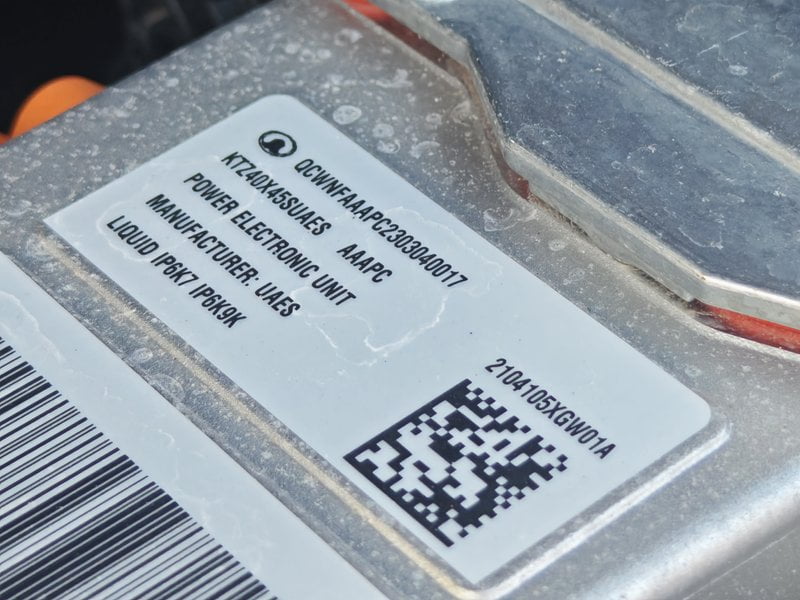 QCWNFAAAPC2303040017
KTZ40X45SUAES AAAPC
POWER ELECTRONIC UNIT
MANUFACTURER: UAES
LIQUID IP6K7 IP6K9K
2104105XGW01A